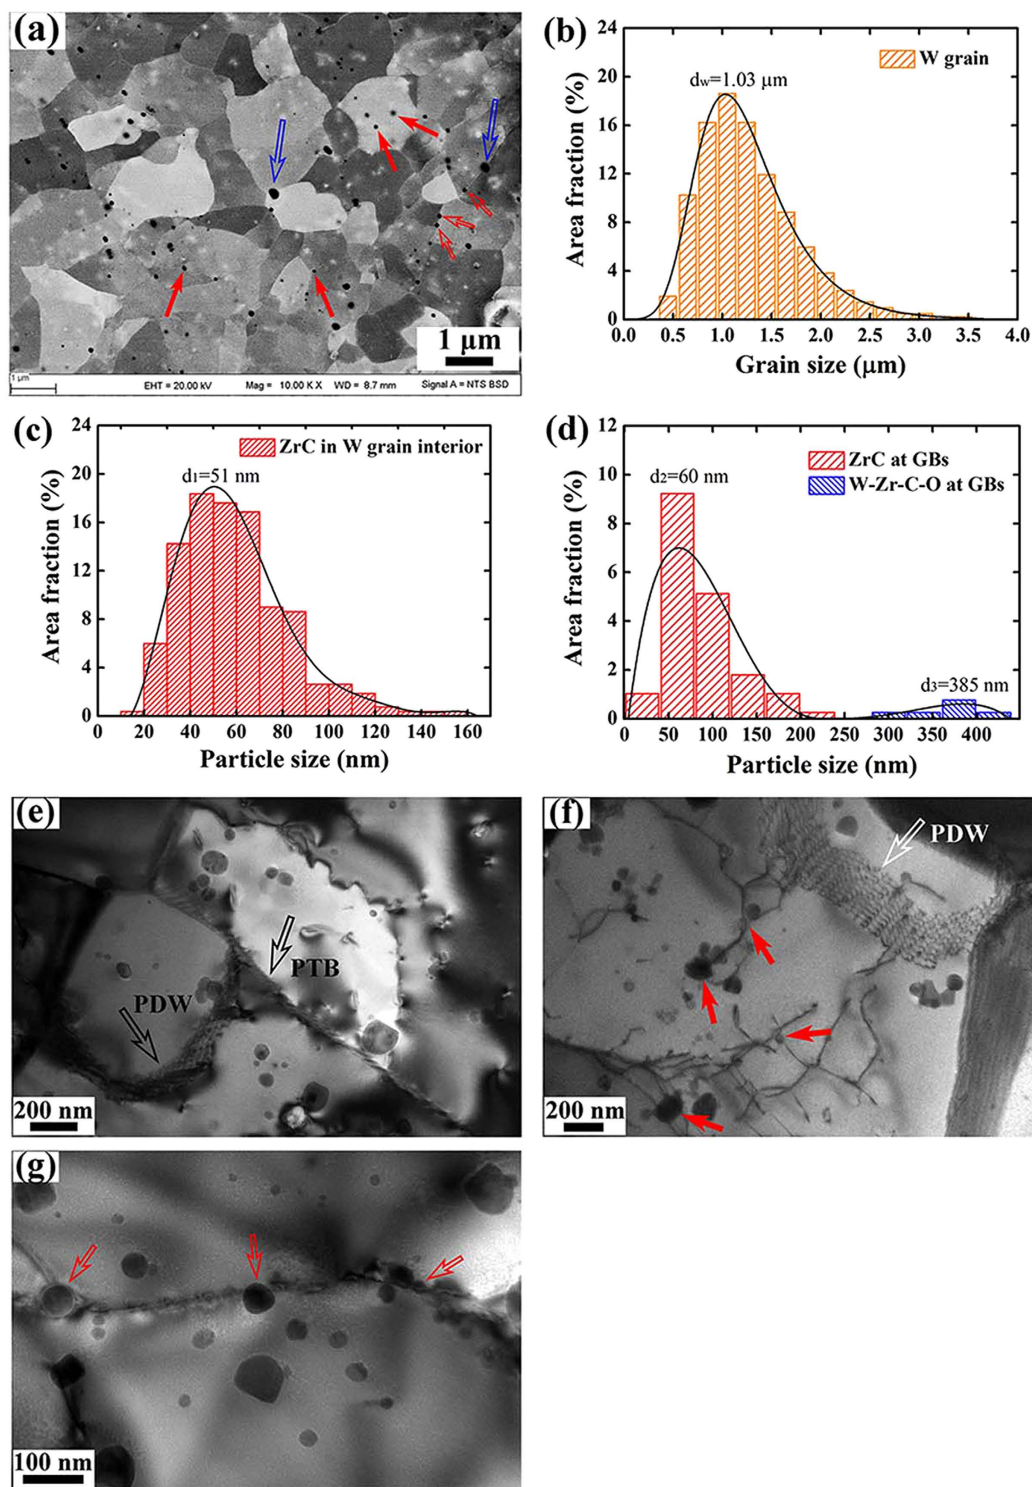 (a)
1 μm
1 μm
EHT = 20.00 kV Mag = 10.00 K X WD = 8.7 mm Signal A = NTS BSD
(b)
W grain
dw=1.03 μm
Area fraction (%)
24
18
12
6
0
0.0 0.5 1.0 1.5 2.0 2.5 3.0 3.5 4.0
Grain size (μm)
(c)
ZrC in W grain interior
d1=51 nm
Area fraction (%)
24
20
16
12
8
4
0
0 20 40 60 80 100 120 140 160
Particle size (nm)
(d)
ZrC at GBs
W-Zr-C-O at GBs
d2=60 nm
d3=385 nm
Area fraction (%)
12
10
8
6
4
2
0
0 50 100 150 200 250 300 350 400 450
Particle size (nm)
(e)
PTB
PDW
200 nm
(f)
PDW
200 nm
(g)
100 nm